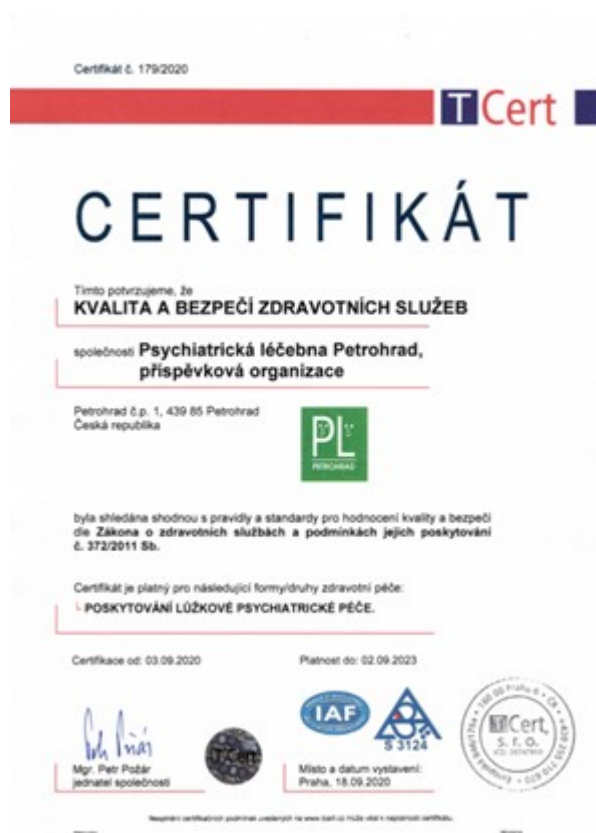 Certifikát č. 179/2020
TCert
CERTIFIKÁT
Tímto potvrzujeme, že
KVALITA A BEZPEČÍ ZDRAVOTNÍCH SLUŽEB
společnosti Psychiatrická léčebna Petrohrad,
příspěvková organizace
Petrohrad č.p. 1, 439 85 Petrohrad
Česká republika
PL
PETROHRAD
byla shledána shodnou s pravidly a standardy pro hodnocení kvality a bezpečí
dle Zákona o zdravotních službách a podmínkách jejich poskytování
č. 372/2011 Sb.
Certifikát je platný pro následující formy/druhy zdravotní péče:
POSKYTOVÁNÍ LŮŽKOVÉ PSYCHIATRICKÉ PÉČE.
Certifikace od: 03.09.2020
Platnost do: 02.09.2023
IAF
S 3124
TCert,
s. r. o.
Mgr. Petr Požár
jednatel společnosti
Místo a datum vystavení:
Praha, 18.09.2020